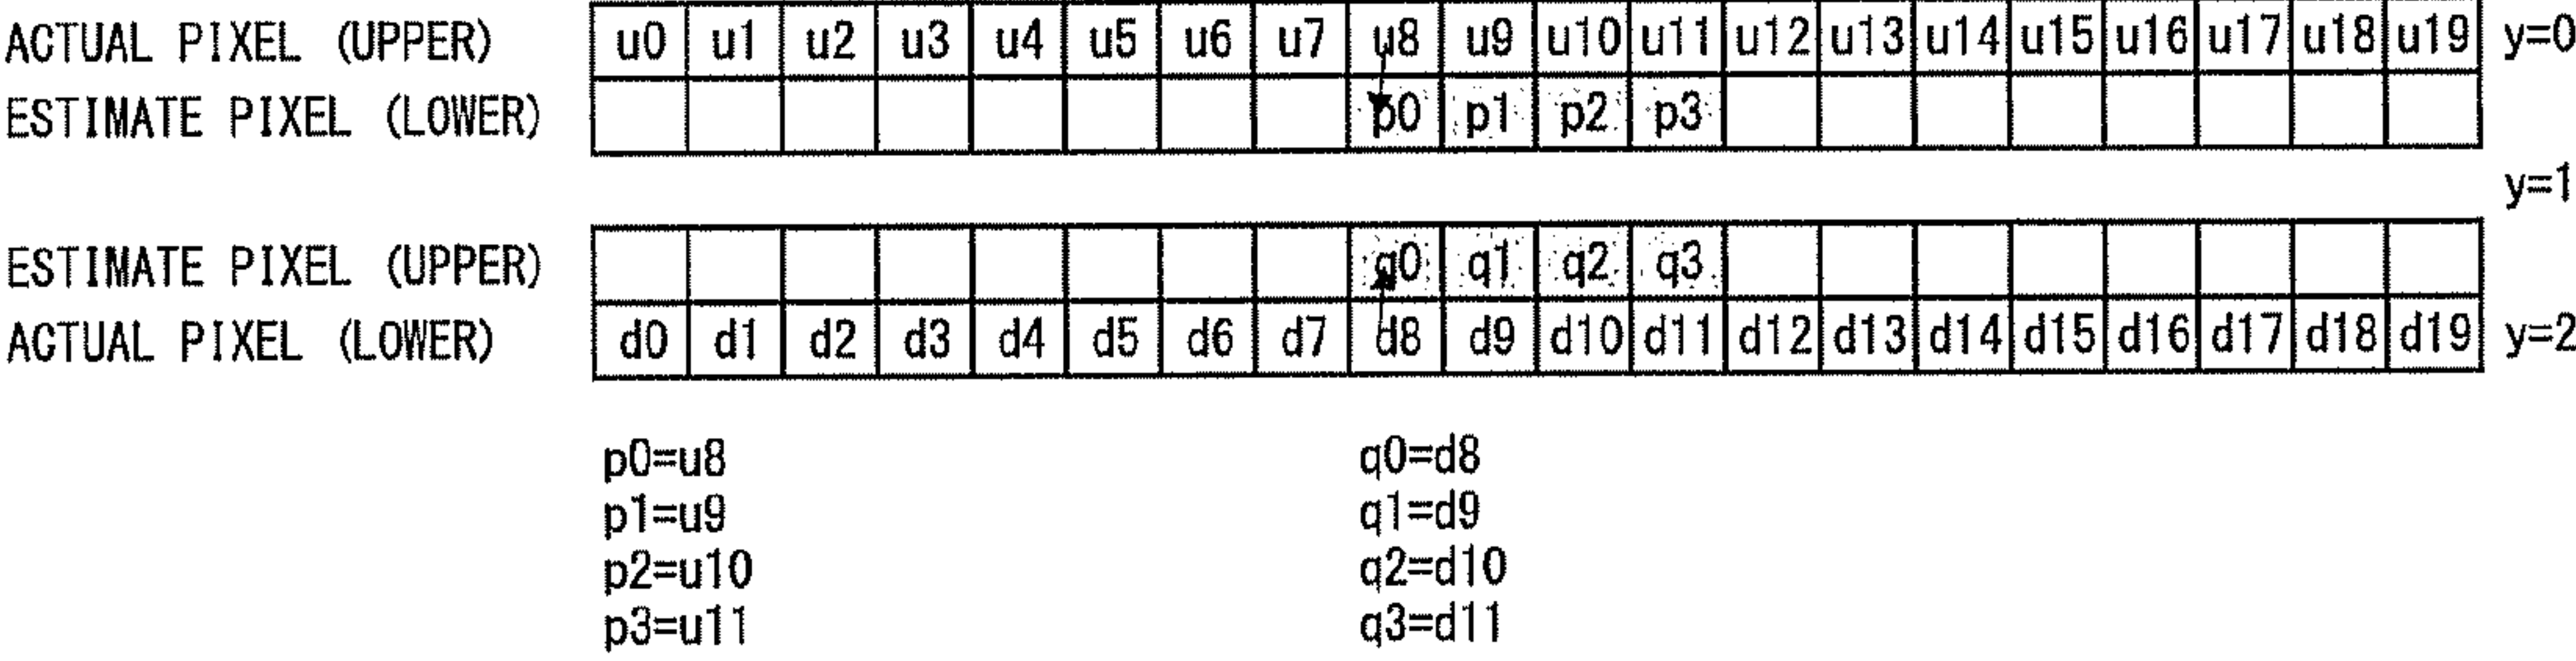 ACTUAL PIXEL (UPPER) u0 u1 u2 u3 u4 u5 u6 u7 u8 u9 u10 u11 u12 u13 u14 u15 u16 u17 u18 u19 y=0
ESTIMATE PIXEL (LOWER) p0 p1 p2 p3
y=1
ESTIMATE PIXEL (UPPER) q0 q1 q2 q3
ACTUAL PIXEL (LOWER) d0 d1 d2 d3 d4 d5 d6 d7 d8 d9 d10 d11 d12 d13 d14 d15 d16 d17 d18 d19 y=2
p0=u8 q0=d8
p1=u9 q1=d9
p2=u10 q2=d10
p3=u11 q3=d11